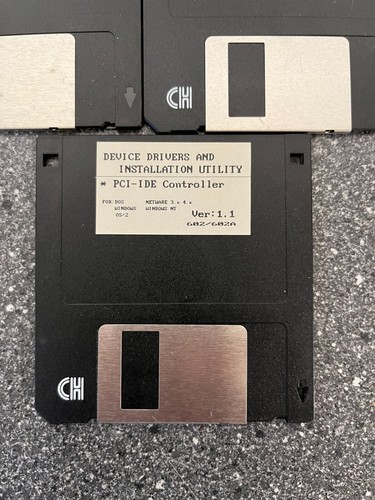 CH
DEVICE DRIVERS AND
INSTALLATION UTILITY
* PCI-IDE Controller
FOR: DOS NETWARE 3.x 4.x
WINDOWS WINDOWS NT
OS/2 Ver:1.1
602/602A
CH